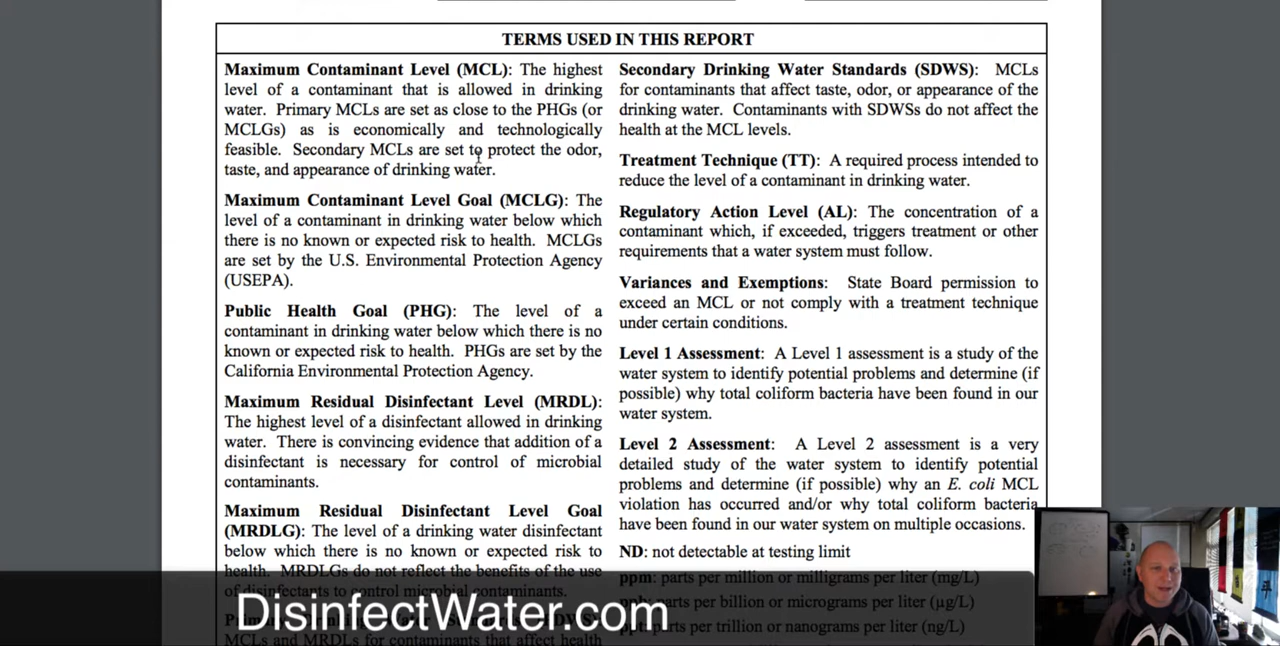 TERMS USED IN THIS REPORT
Maximum Contaminant Level (MCL): The highest
level of a contaminant that is allowed in drinking
water. Primary MCLs are set as close to the PHGs (or
MCLGs) as is economically and technologically
feasible. Secondary MCLs are set to protect the odor,
taste, and appearance of drinking water.
Maximum Contaminant Level Goal (MCLG): The
level of a contaminant in drinking water below which
there is no known or expected risk to health. MCLGs
are set by the U.S. Environmental Protection Agency
(USEPA).
Public Health Goal (PHG): The level of a
contaminant in drinking water below which there is no
known or expected risk to health. PHGs are set by the
California Environmental Protection Agency.
Maximum Residual Disinfectant Level (MRDL):
The highest level of a disinfectant allowed in drinking
water. There is convincing evidence that addition of a
disinfectant is necessary for control of microbial
contaminants.
Maximum Residual Disinfectant Level Goal
(MRDLG): The level of a drinking water disinfectant
below which there is no known or expected risk to
health. MRDLGs do not reflect the benefits of the use
of disinfectants to control microbial contaminants.
MCLs and MRDLs for contaminants that affect health
Secondary Drinking Water Standards (SDWS): MCLs
for contaminants that affect taste, odor, or appearance of the
drinking water. Contaminants with SDWSs do not affect the
health at the MCL levels.
Treatment Technique (TT): A required process intended to
reduce the level of a contaminant in drinking water.
Regulatory Action Level (AL): The concentration of a
contaminant which, if exceeded, triggers treatment or other
requirements that a water system must follow.
Variances and Exemptions: State Board permission to
exceed an MCL or not comply with a treatment technique
under certain conditions.
Level 1 Assessment: A Level 1 assessment is a study of the
water system to identify potential problems and determine (if
possible) why total coliform bacteria have been found in our
water system.
Level 2 Assessment: A Level 2 assessment is a very
detailed study of the water system to identify potential
problems and determine (if possible) why an E. coli MCL
violation has occurred and/or why total coliform bacteria
have been found in our water system on multiple occasions.
ND: not detectable at testing limit
ppm: parts per million or milligrams per liter (mg/L)
parts per billion or micrograms per liter (µg/L)
parts per trillion or nanograms per liter (ng/L)
DisinfectWater.com